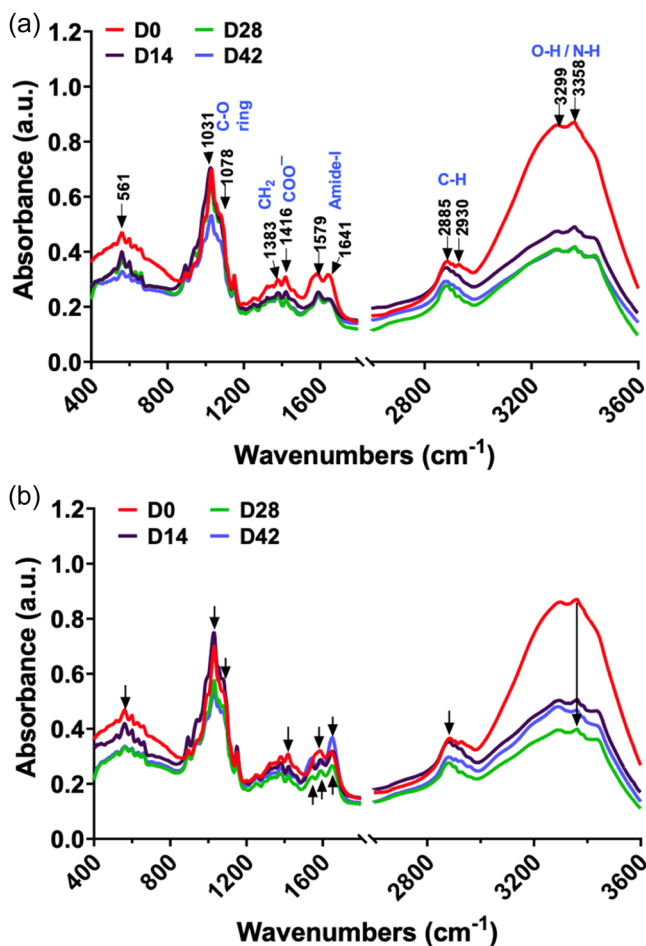 (a)
D0 D28
D14 D42
Absorbance (a.u.)
1.2
1.0
0.8
0.6
0.4
0.2
0.0
561
1031
1078
C-O
ring
1383
CH₂
1416
COO⁻
1579
1641
Amide-I
C-H
2885
2930
O-H / N-H
3299
3358
400 800 1200 1600 2800 3200 3600
Wavenumbers (cm⁻¹)
(b)
D0 D28
D14 D42
Absorbance (a.u.)
1.2
1.0
0.8
0.6
0.4
0.2
0.0
400 800 1200 1600 2800 3200 3600
Wavenumbers (cm⁻¹)